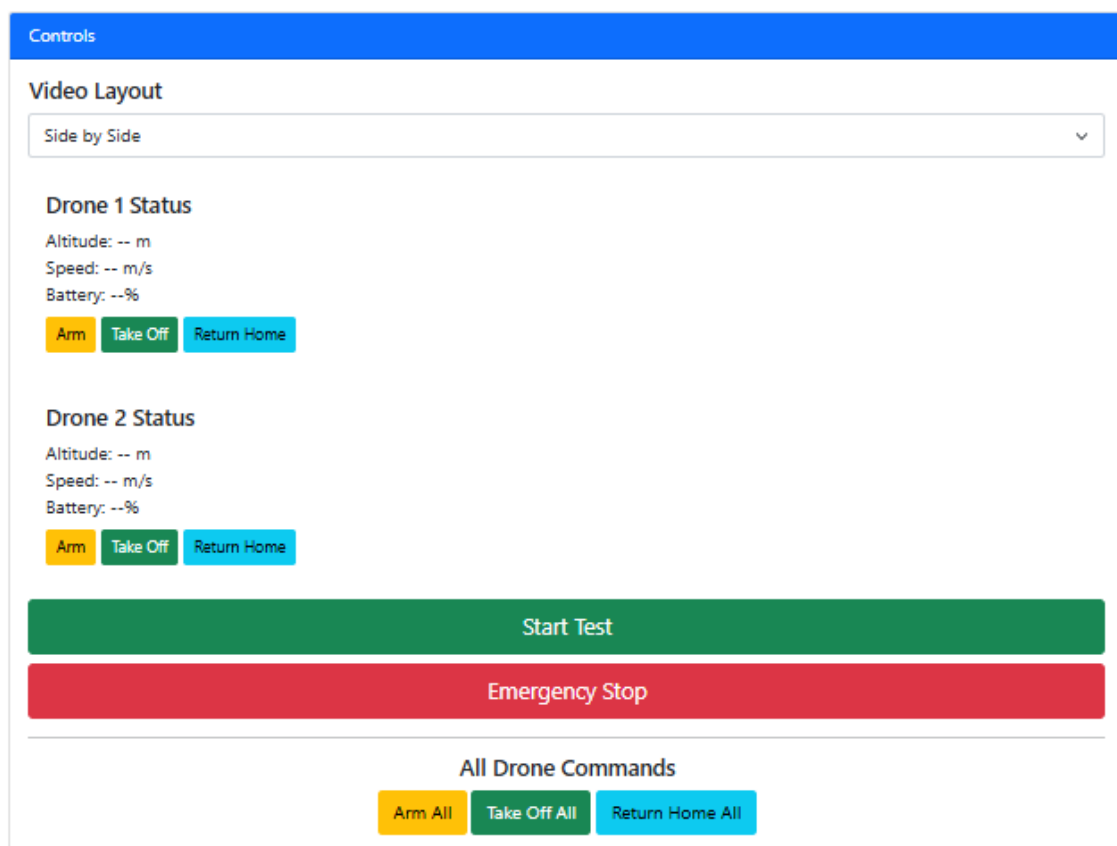 Controls
Video Layout
Side by Side
Drone 1 Status
Altitude: -- m
Speed: -- m/s
Battery: --%
Arm Take Off Return Home
Drone 2 Status
Altitude: -- m
Speed: -- m/s
Battery: --%
Arm Take Off Return Home
Start Test
Emergency Stop
All Drone Commands
Arm All Take Off All Return Home All